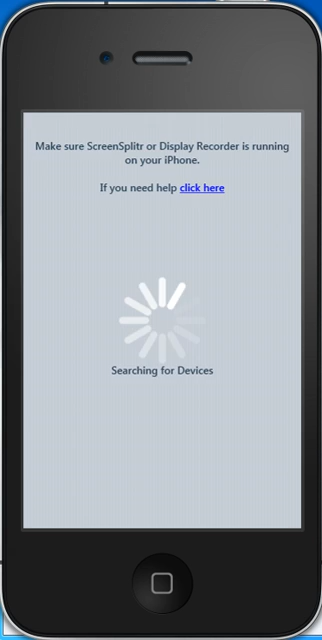 Make sure ScreenSplitr or Display Recorder is running
on your iPhone.
If you need help click here
Searching for Devices